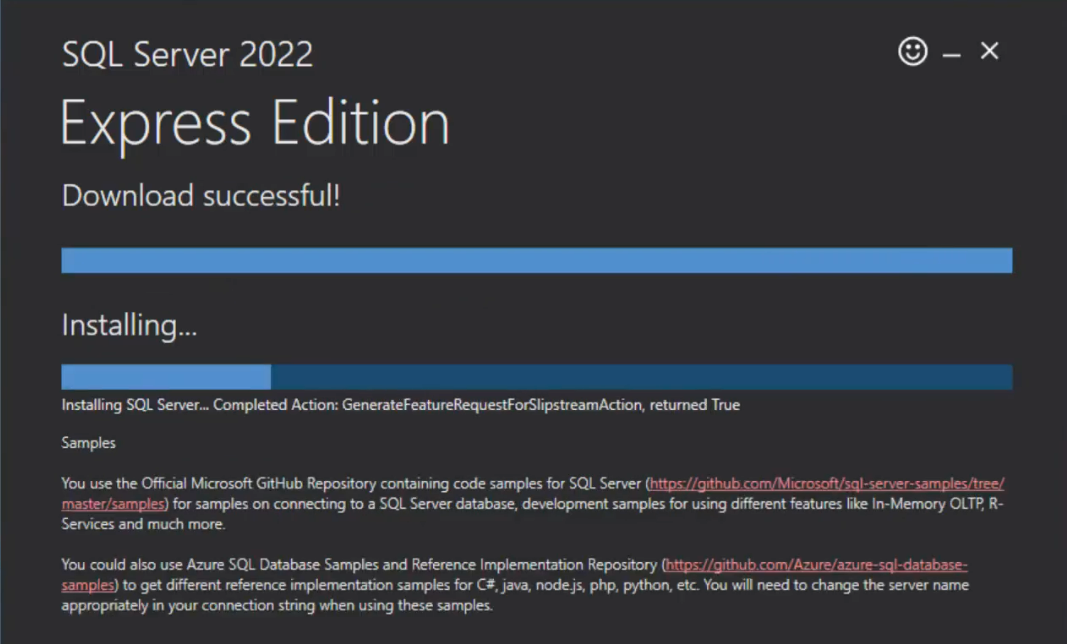 SQL Server 2022
Express Edition
Download successful!
Installing...
Installing SQL Server... Completed Action: GenerateFeatureRequestForSlipstreamAction, returned True
Samples
You use the Official Microsoft GitHub Repository containing code samples for SQL Server (https://github.com/Microsoft/sql-server-samples/tree/
master/samples) for samples on connecting to a SQL Server database, development samples for using different features like In-Memory OLTP, R-
Services and much more.
You could also use Azure SQL Database Samples and Reference Implementation Repository (https://github.com/Azure/azure-sql-database-
samples) to get different reference implementation samples for C#, java, node.js, php, python, etc. You will need to change the server name
appropriately in your connection string when using these samples.